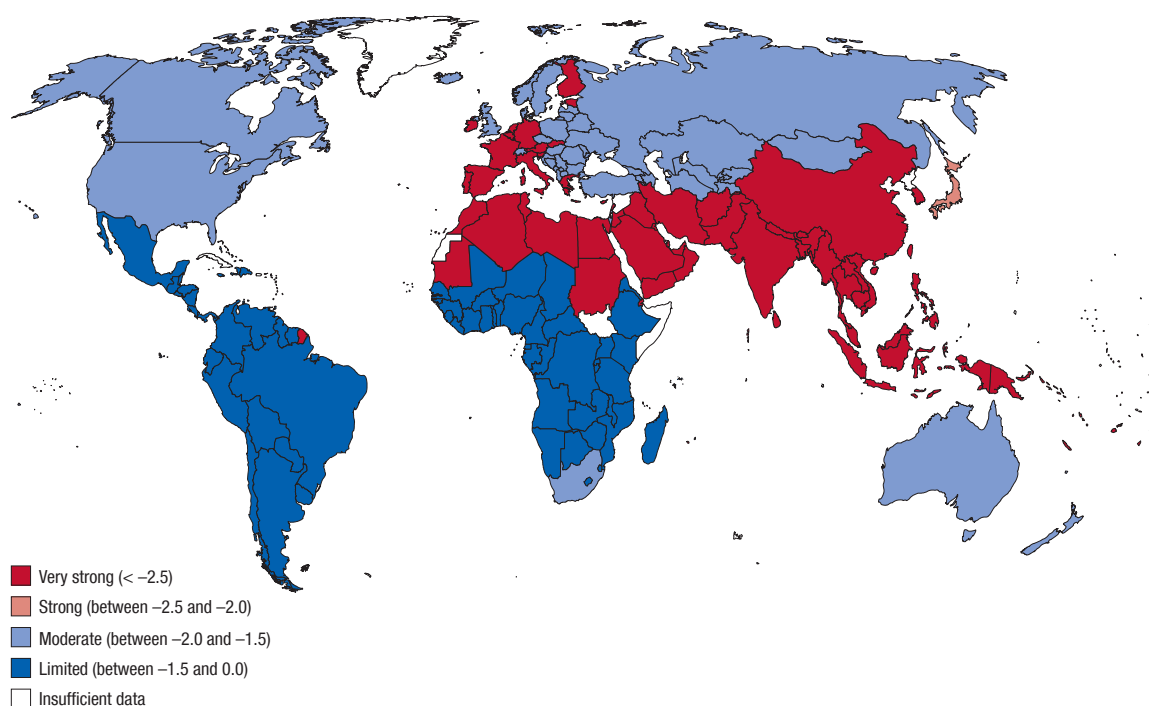 Very strong (< –2.5)
Strong (between –2.5 and –2.0)
Moderate (between –2.0 and –1.5)
Limited (between –1.5 and 0.0)
Insufficient data